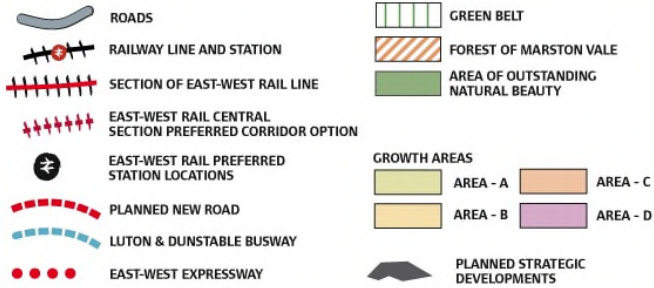 ROADS
RAILWAY LINE AND STATION
SECTION OF EAST-WEST RAIL LINE
EAST-WEST RAIL CENTRAL
SECTION PREFERRED CORRIDOR OPTION
EAST-WEST RAIL PREFERRED
STATION LOCATIONS
PLANNED NEW ROAD
LUTON & DUNSTABLE BUSWAY
EAST-WEST EXPRESSWAY
GREEN BELT
FOREST OF MARSTON VALE
AREA OF OUTSTANDING
NATURAL BEAUTY
GROWTH AREAS
AREA - A
AREA - C
AREA - B
AREA - D
PLANNED STRATEGIC
DEVELOPMENTS